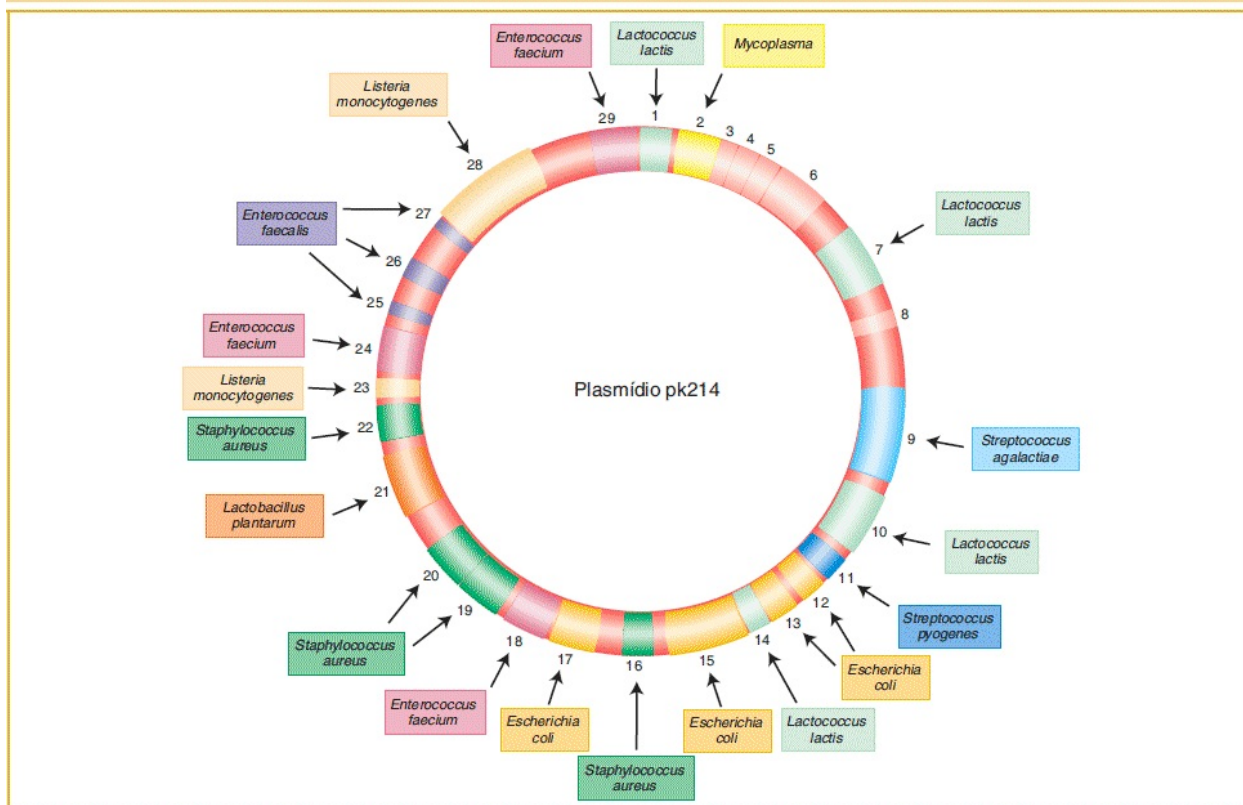 Enterococcus
faecium
Lactococcus
lactis
Mycoplasma
Listeria
monocytogenes
29
1
2
3
4
5
6
28
27
Enterococcus
faecalis
26
25
Lactococcus
lactis
7
8
Enterococcus
faecium
24
Listeria
monocytogenes
23
Plasmídio pk214
Staphylococcus
aureus
22
9
Streptococcus
agalactiae
21
Lactobacillus
plantarum
10
Lactococcus
lactis
20
19
11
Streptococcus
pyogenes
Staphylococcus
aureus
18
17
16
15
14
13
12
Escherichia
coli
Enterococcus
faecium
Escherichia
coli
Staphylococcus
aureus
Escherichia
coli
Lactococcus
lactis